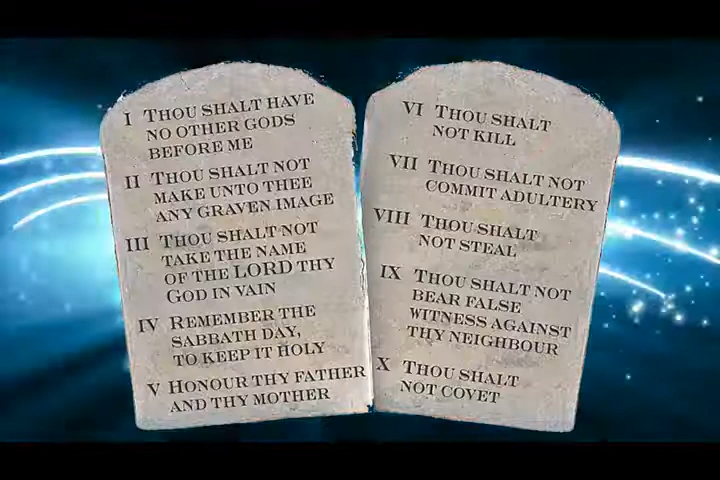 I THOU SHALT HAVE
NO OTHER GODS
BEFORE ME
II THOU SHALT NOT
MAKE UNTO THEE
ANY GRAVEN IMAGE
III THOU SHALT NOT
TAKE THE NAME
OF THE LORD THY
GOD IN VAIN
IV REMEMBER THE
SABBATH DAY,
TO KEEP IT HOLY
V HONOUR THY FATHER
AND THY MOTHER
VI THOU SHALT
NOT KILL
VII THOU SHALT NOT
COMMIT ADULTERY
VIII THOU SHALT
NOT STEAL
IX THOU SHALT NOT
BEAR FALSE
WITNESS AGAINST
THY NEIGHBOUR
X THOU SHALT
NOT COVET